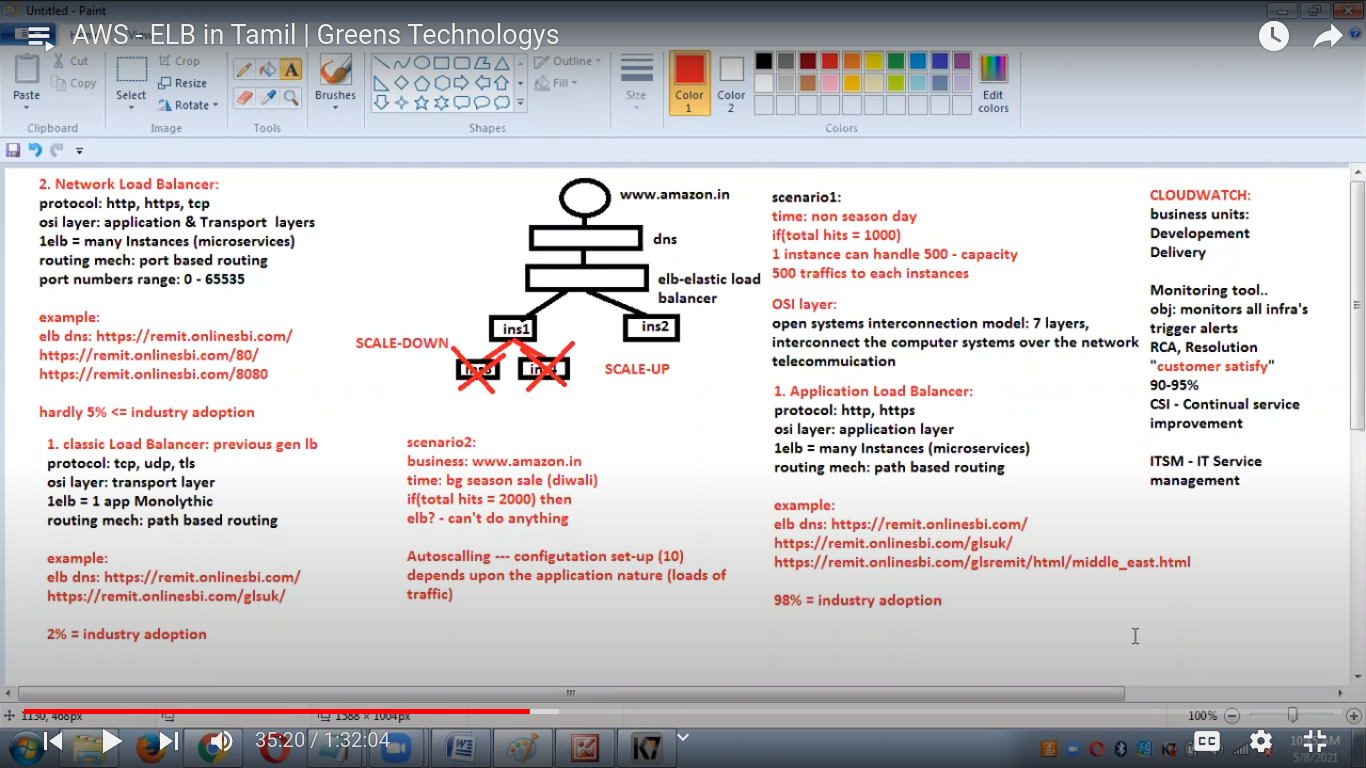 Untitled - Paint
AWS - ELB in Tamil | Greens Technologys
Cut
Copy
Paste
Clipboard
Crop
Resize
Rotate
Select
Image
Tools
Brushes
Outline
Fill
Shapes
Size
Color 1
Color 2
Edit colors
Colors
2. Network Load Balancer:
protocol: http, https, tcp
osi layer: application & Transport layers
1elb = many Instances (microservices)
routing mech: port based routing
port numbers range: 0 - 65535
example:
elb dns: https://remit.onlinesbi.com/
https://remit.onlinesbi.com/80/
https://remit.onlinesbi.com/8080
hardly 5% <= industry adoption
1. classic Load Balancer: previous gen lb
protocol: tcp, udp, tls
osi layer: transport layer
1elb = 1 app Monolythic
routing mech: path based routing
example:
elb dns: https://remit.onlinesbi.com/
https://remit.onlinesbi.com/glsuk/
2% = industry adoption
www.amazon.in
dns
elb-elastic load
balancer
ins1
ins2
SCALE-DOWN
SCALE-UP
scenario2:
business: www.amazon.in
time: bg season sale (diwali)
if(total hits = 2000) then
elb? - can't do anything
Autoscalling --- configutation set-up (10)
depends upon the application nature (loads of
traffic)
scenario1:
time: non season day
if(total hits = 1000)
1 instance can handle 500 - capacity
500 traffics to each instances
OSI layer:
open systems interconnection model: 7 layers,
interconnect the computer systems over the network
telecommuication
1. Application Load Balancer:
protocol: http, https
osi layer: application layer
1elb = many Instances (microservices)
routing mech: path based routing
example:
elb dns: https://remit.onlinesbi.com/
https://remit.onlinesbi.com/glsuk/
https://remit.onlinesbi.com/glsremit/html/middle_east.html
98% = industry adoption
CLOUDWATCH:
business units:
Developement
Delivery
Monitoring tool..
obj: monitors all infra's
trigger alerts
RCA, Resolution
"customer satisfy"
90-95%
CSI - Continual service
improvement
ITSM - IT Service
management
1130, 468px
1588 × 1004px
100%
35:20 / 1:32:04
CC
5/8/2021